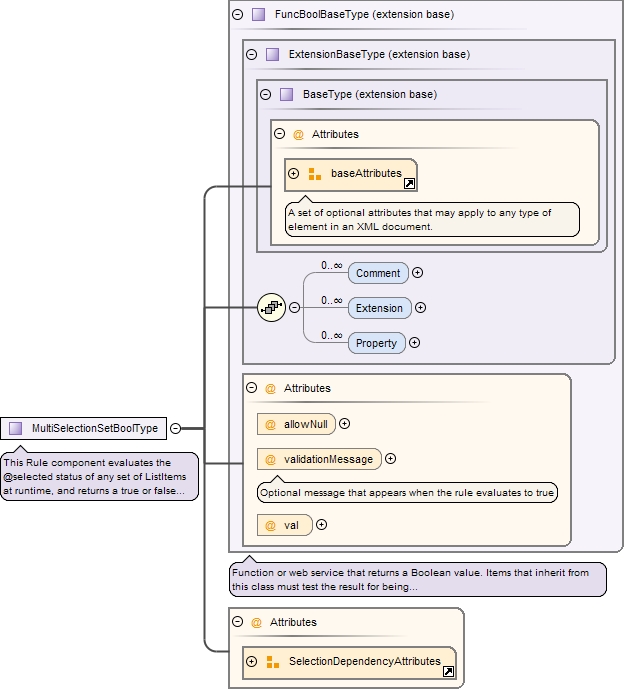 FuncBoolBaseType (extension base)
ExtensionBaseType (extension base)
BaseType (extension base)
@ Attributes
baseAttributes
A set of optional attributes that may apply to any type of
element in an XML document.
0..∞
Comment
0..∞
Extension
0..∞
Property
@ Attributes
@ allowNull
@ validationMessage
Optional message that appears when the rule evaluates to true
@ val
MultiSelectionSetBoolType
This Rule component evaluates the
@selected status of any set of ListItems
at runtime, and returns a true or false...
Function or web service that returns a Boolean value. Items that inherit from
this class must test the result for being...
@ Attributes
SelectionDependencyAttributes